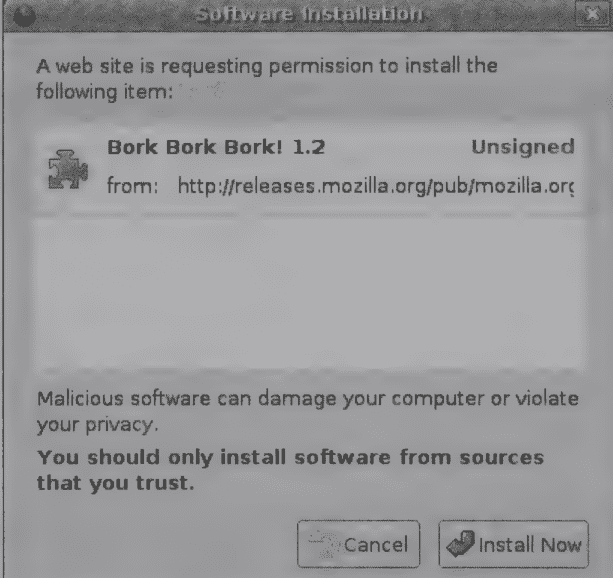 Software Installation
A web site is requesting permission to install the
following item:
Bork Bork Bork! 1.2 Unsigned
from: http://releases.mozilla.org/pub/mozilla.org
Malicious software can damage your computer or violate
your privacy.
You should only install software from sources
that you trust.
Cancel Install Now